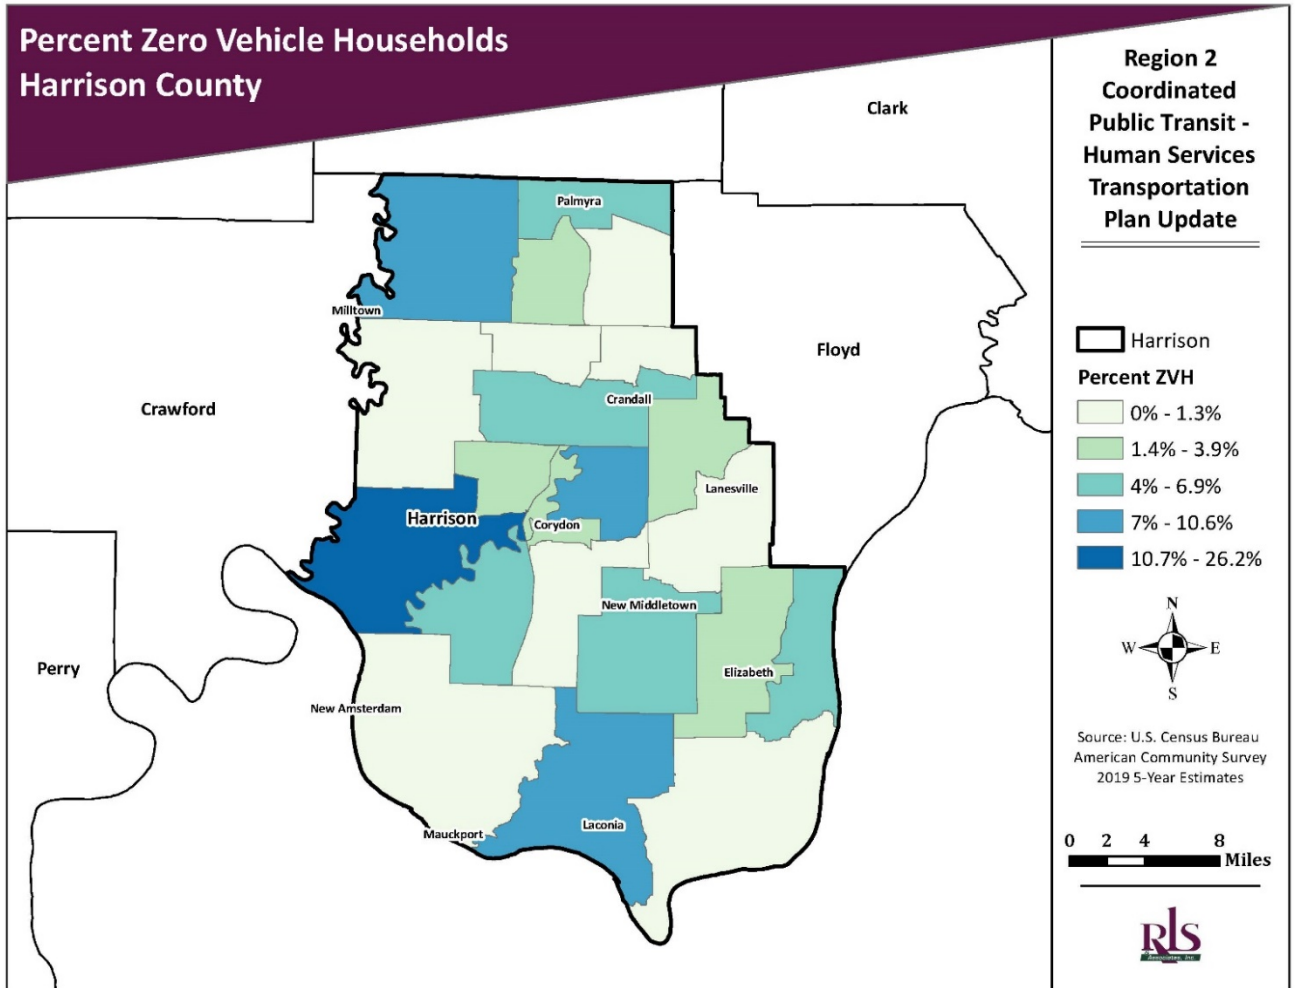 Percent Zero Vehicle Households
Harrison County
Region 2
Coordinated
Public Transit -
Human Services
Transportation
Plan Update
Clark
Palmyra
Milltown
Floyd
Crawford
Crandall
Lanesville
Harrison
Corydon
New Middletown
Perry
Elizabeth
New Amsterdam
Mauckport
Laconia
Harrison
Percent ZVH
0% - 1.3%
1.4% - 3.9%
4% - 6.9%
7% - 10.6%
10.7% - 26.2%
N
W E
S
Source: U.S. Census Bureau
American Community Survey
2019 5-Year Estimates
0 2 4 8
Miles
RLS
& Associates, Inc.